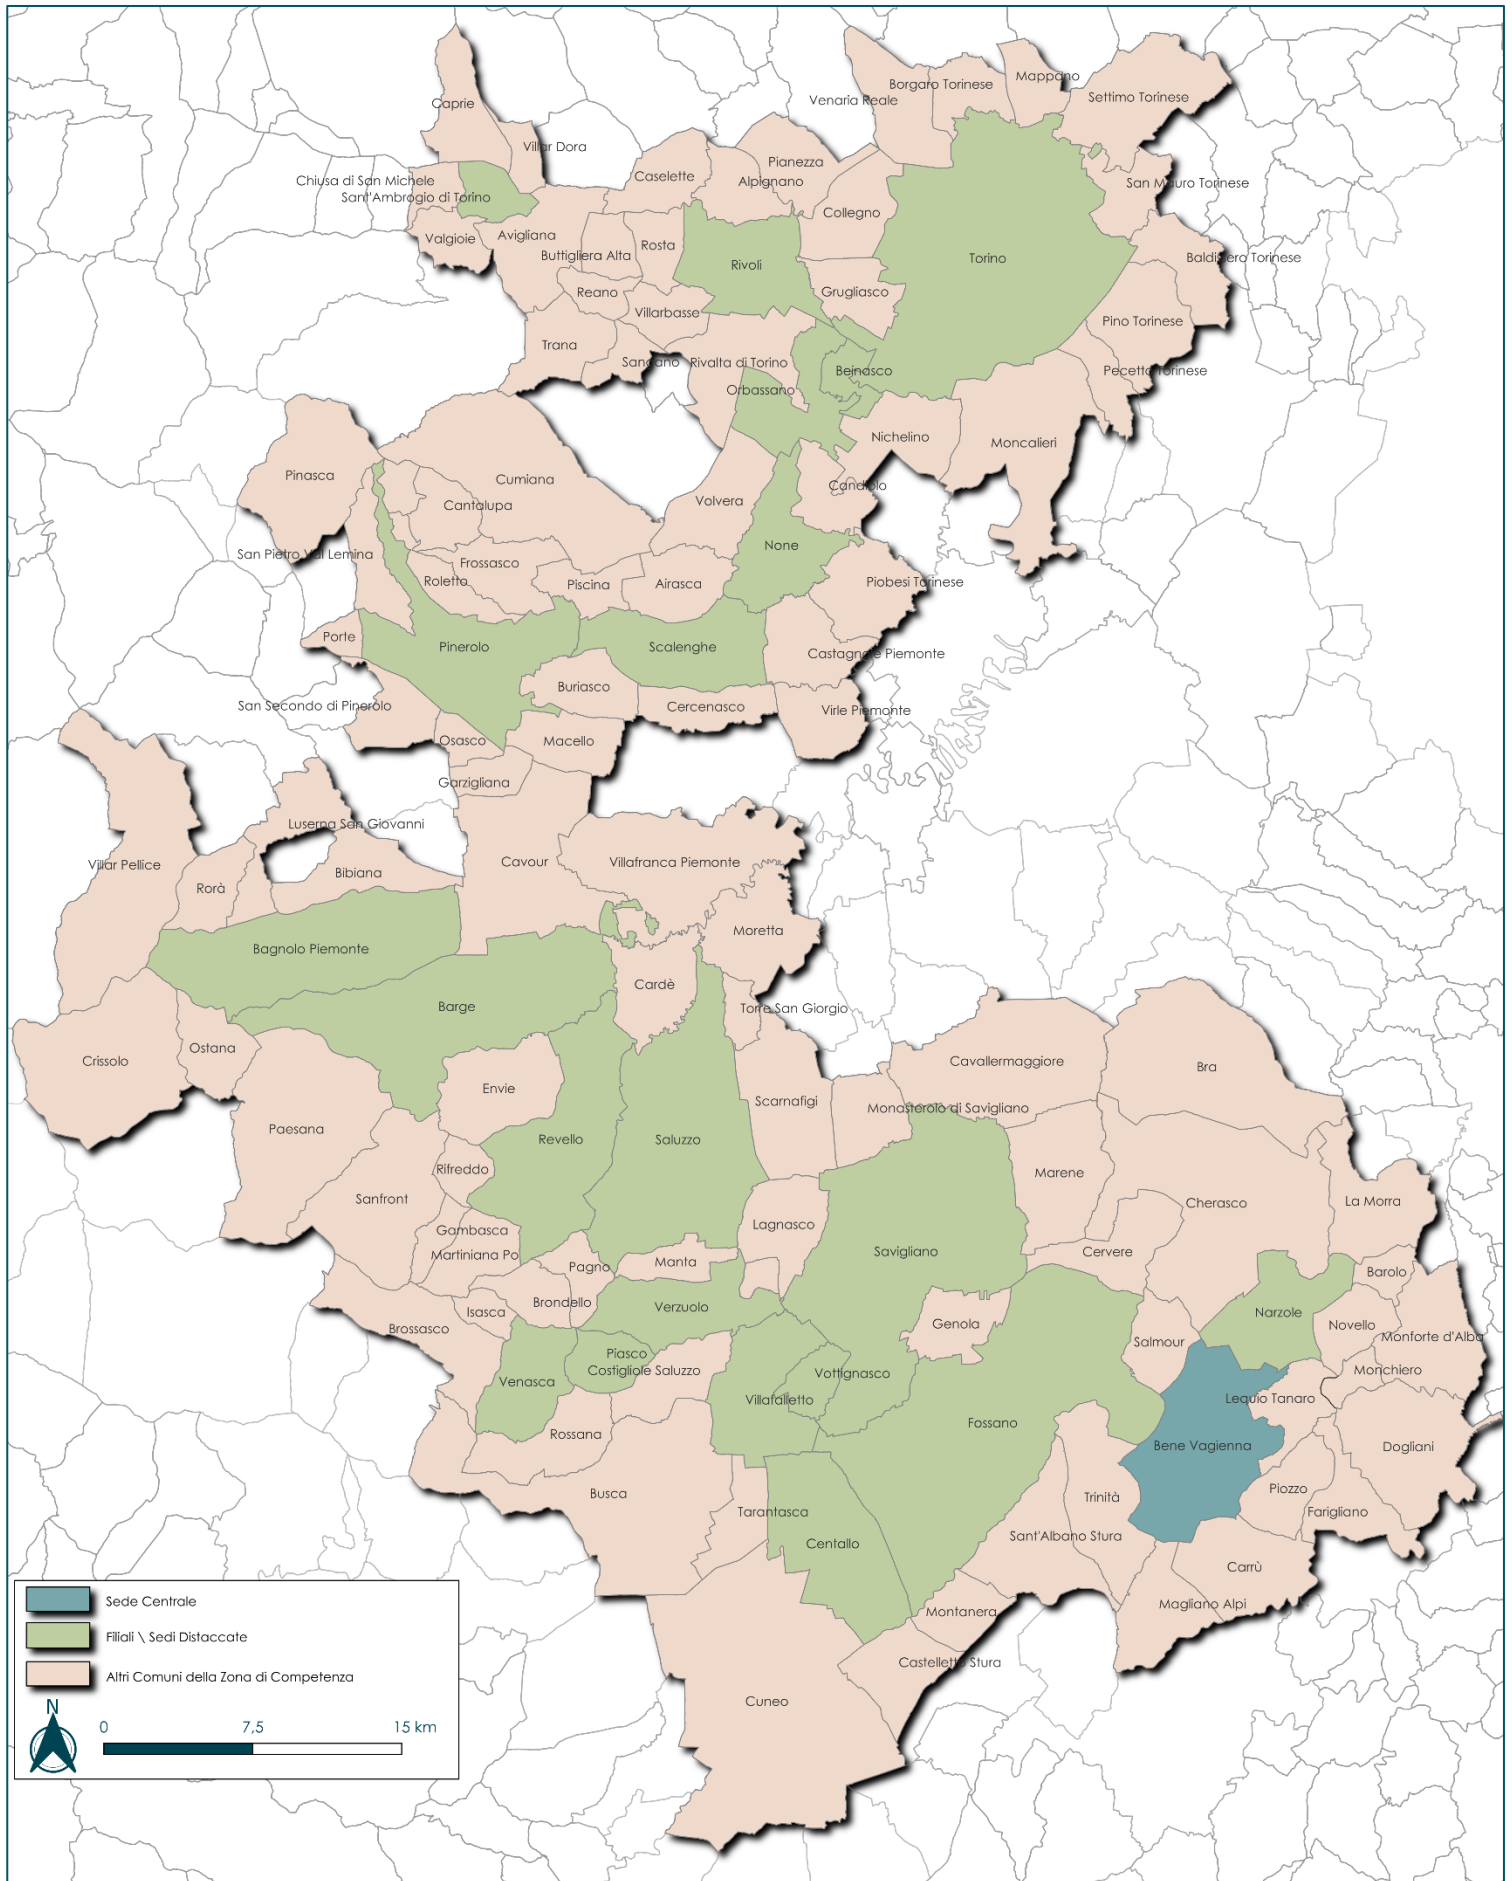 Mappano
Borgaro Torinese
Settimo Torinese
Venaria Reale
Caprie
Villar Dora
Pianezza
Caselette
Alpignano
Chiusa di San Michele
San Mauro Torinese
Sant'Ambrogio di Torino
Collegno
Avigliana
Valgioie
Rosta
Buttigliera Alta
Torino
Baldissero Torinese
Rivoli
Reano
Grugliasco
Villarbasse
Pino Torinese
Trana
Sangano
Rivalta di Torino
Beinasco
Pecetto Torinese
Orbassano
Nichelino
Moncalieri
Pinasca
Cumiana
Candiolo
Volvera
Cantalupa
None
San Pietro Val Lemina
Frossasco
Roletto
Piscina
Airasca
Piobesi Torinese
Porte
Pinerolo
Scalenghe
Castagnole Piemonte
Buriasco
San Secondo di Pinerolo
Cercenasco
Virle Piemonte
Osasco
Macello
Garzigliana
Luserna San Giovanni
Villar Pellice
Cavour
Villafranca Piemonte
Bibiana
Rorà
Moretta
Bagnolo Piemonte
Cardè
Barge
Torre San Giorgio
Ostana
Crissolo
Cavallermaggiore
Bra
Envie
Scarnafigi
Monasterolo di Savigliano
Paesana
Revello
Saluzzo
Rifreddo
Marene
Sanfront
Cherasco
La Morra
Lagnasco
Gambasca
Martiniana Po
Savigliano
Cervere
Manta
Pagno
Barolo
Brondello
Verzuolo
Isasca
Narzole
Genola
Novello
Brossasco
Monforte d'Alba
Salmour
Piasco
Costigliole Saluzzo
Vottignasco
Monchiero
Venasca
Villafalletto
Lequio Tanaro
Fossano
Rossana
Bene Vagienna
Dogliani
Busca
Piozzo
Trinità
Tarantasca
Farigliano
Sant'Albano Stura
Centallo
Carrù
Magliano Alpi
Montanera
Castelletto Stura
Cuneo
Sede Centrale
Filiali \ Sedi Distaccate
Altri Comuni della Zona di Competenza
N
0 7,5 15 km